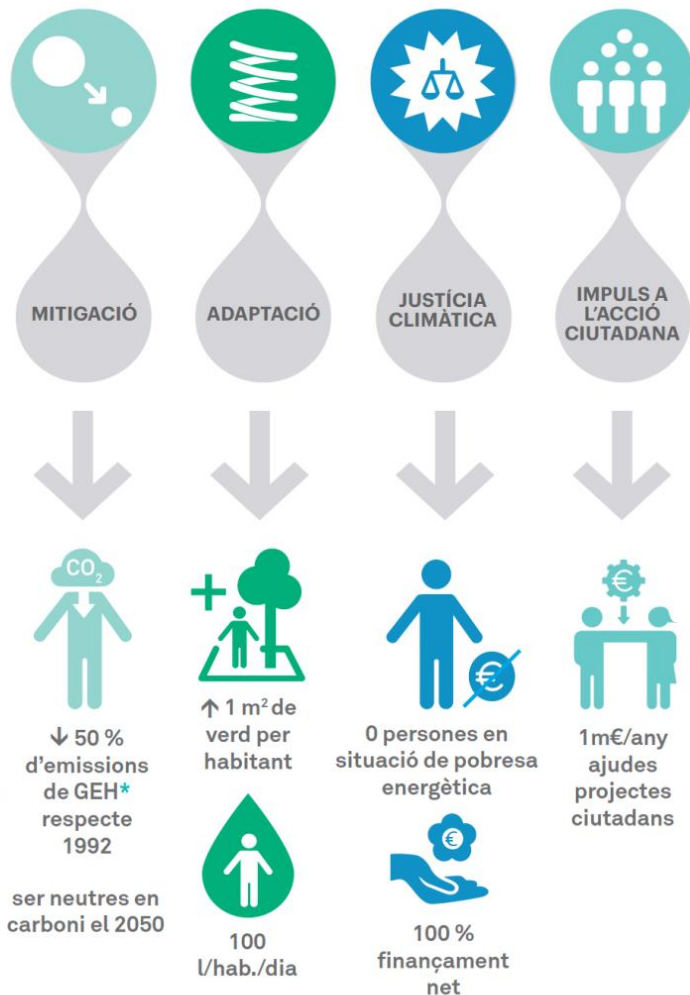 MITIGACIÓ
ADAPTACIÓ
JUSTÍCIA
CLIMÀTICA
IMPULS A
L’ACCIÓ
CIUTADANA
CO₂
↓ 50 %
d’emissions
de GEH*
respecte
1992
ser neutres en
carboni el 2050
+
↑ 1 m² de
verd per
habitant
100
l/hab./dia
€
0 persones en
situació de pobresa
energètica
€
100 %
finançament
net
€
1m€/any
ajudes
projectes
ciutadans